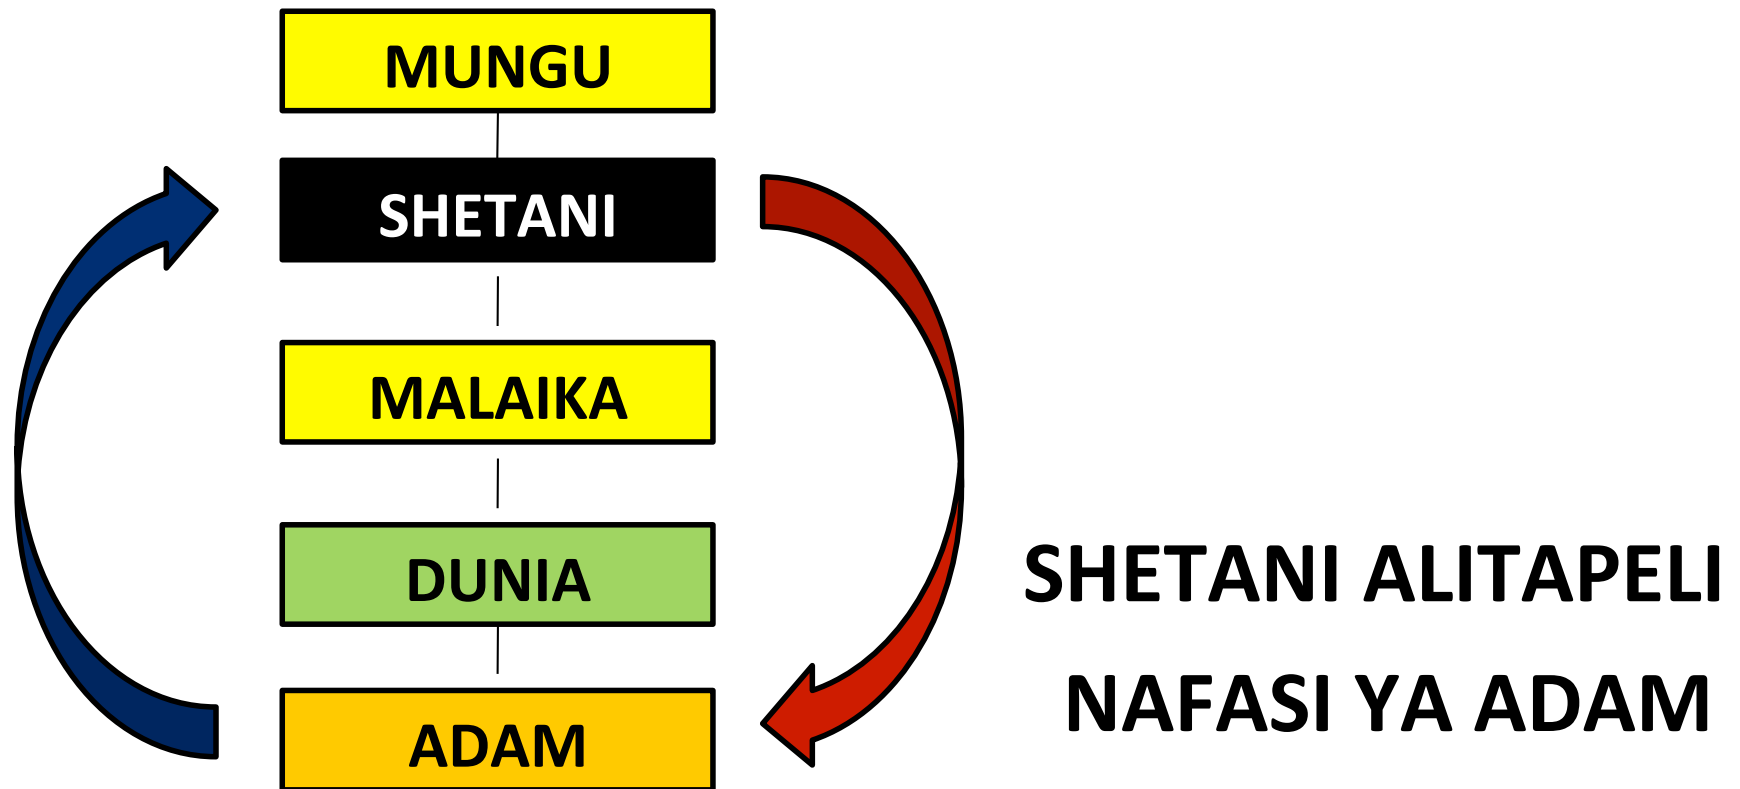 MUNGU
SHETANI
MALAIKA
DUNIA
ADAM
SHETANI ALITAPELI
NAFASI YA ADAM